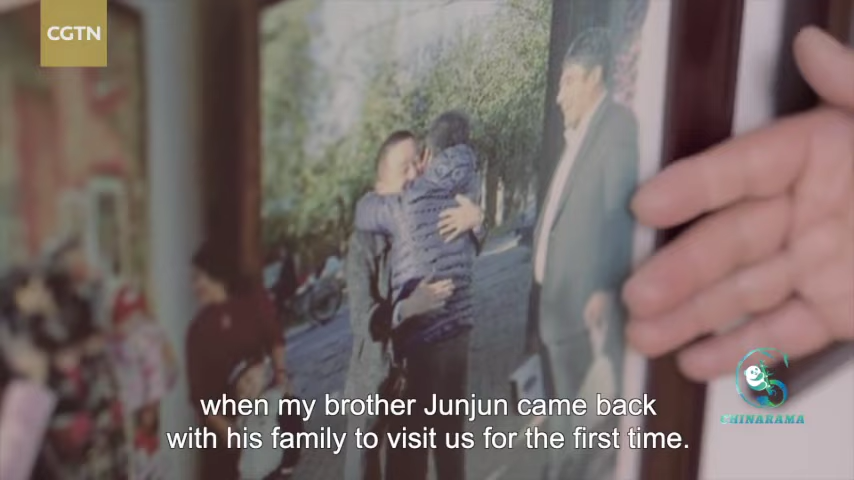 CGTN
when my brother Junjun came back
with his family to visit us for the first time.
CHINARAMA